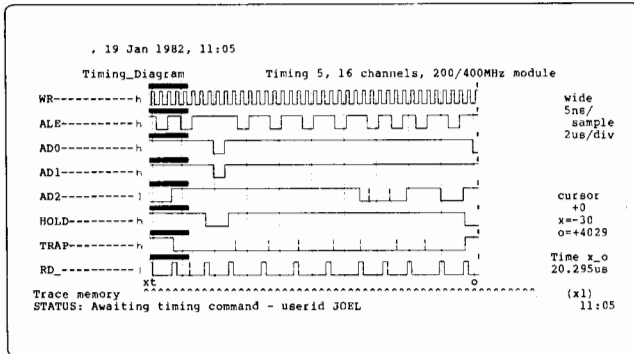 , 19 Jan 1982, 11:05
Timing_Diagram Timing 5, 16 channels, 200/400MHz module
WR------------h wide
5ns/
ALE-----------h sample
2us/div
AD0-----------h
AD1-----------h
AD2-----------l cursor
+0
HOLD----------h x=-30
o=+4029
TRAP----------h
Time x_o
RD_-----------l 20.295us
xt o
Trace memory (x1)
STATUS: Awaiting timing command - userid JOEL 11:05